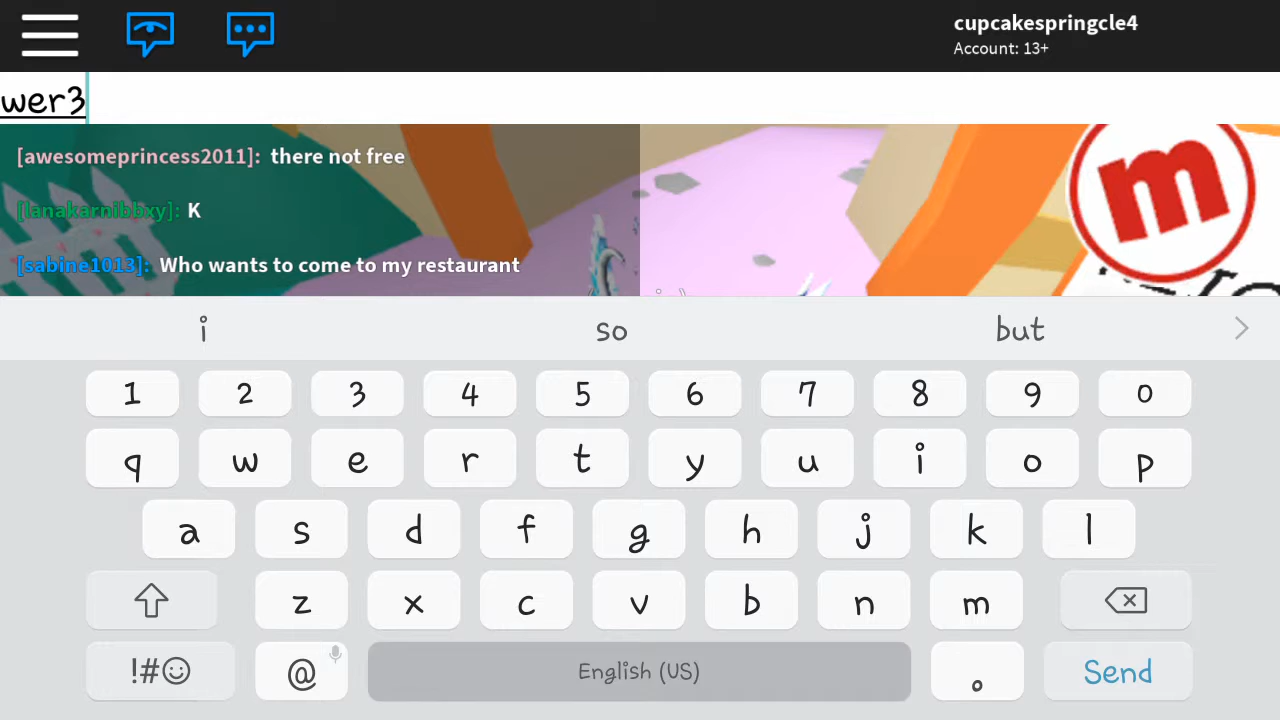 cupcakespringcle4
Account: 13+
wer3
[awesomeprincess2011]: there not free
[lanakarnibbxy]: K
[sabine1013]: Who wants to come to my restaurant
m
i so but
1 2 3 4 5 6 7 8 9 0
q w e r t y u i o p
a s d f g h j k l
z x c v b n m
!#☺ @ English (US) . Send